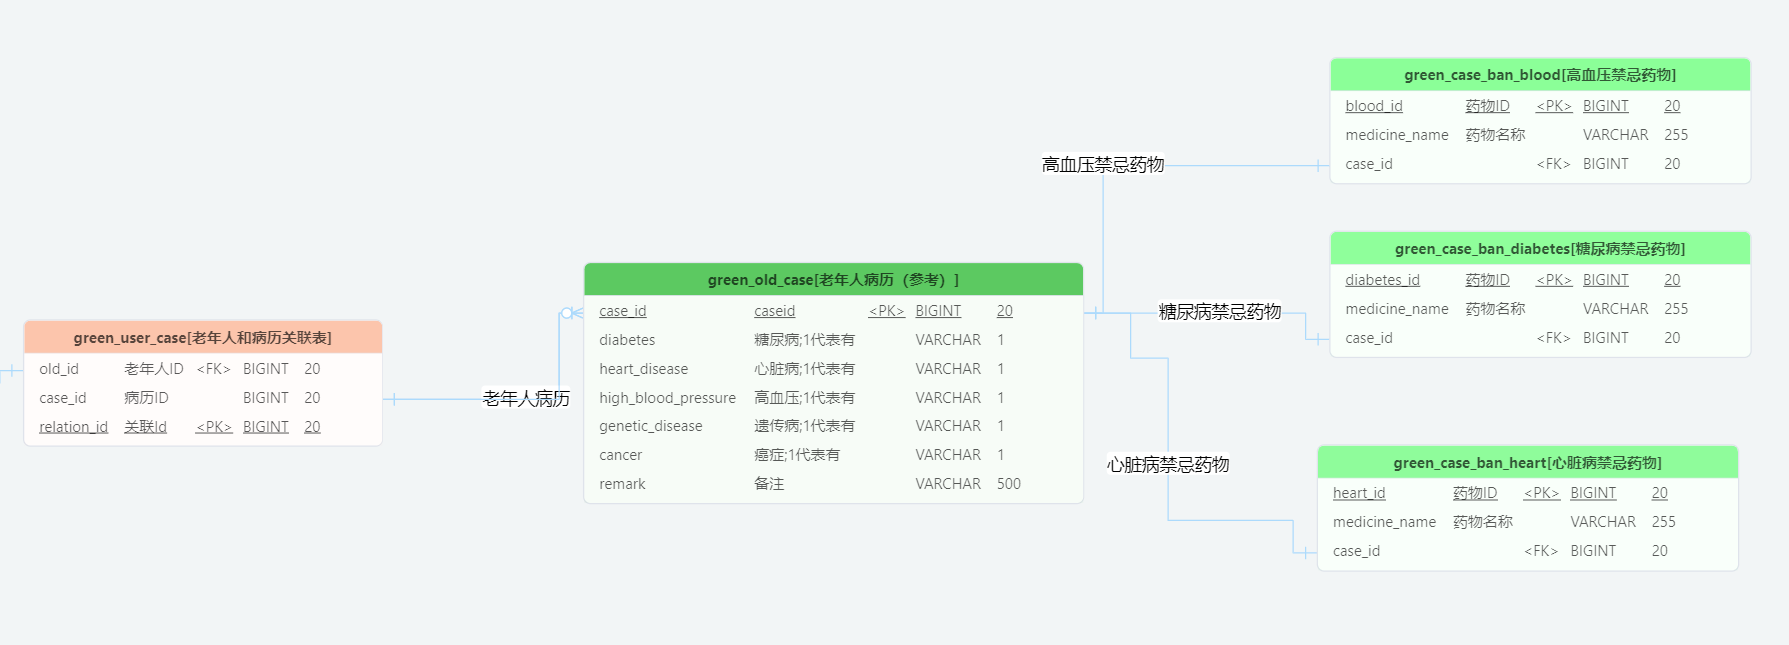 green_user_case[老年人和病历关联表]
old_id 老年人ID <FK> BIGINT 20
case_id 病历ID BIGINT 20
relation_id 关联Id <PK> BIGINT 20
老年人病历
green_old_case[老年人病历（参考）]
case_id caseid <PK> BIGINT 20
diabetes 糖尿病;1代表有 VARCHAR 1
heart_disease 心脏病;1代表有 VARCHAR 1
high_blood_pressure 高血压;1代表有 VARCHAR 1
genetic_disease 遗传病;1代表有 VARCHAR 1
cancer 癌症;1代表有 VARCHAR 1
remark 备注 VARCHAR 500
高血压禁忌药物
糖尿病禁忌药物
心脏病禁忌药物
green_case_ban_blood[高血压禁忌药物]
blood_id 药物ID <PK> BIGINT 20
medicine_name 药物名称 VARCHAR 255
case_id <FK> BIGINT 20
green_case_ban_diabetes[糖尿病禁忌药物]
diabetes_id 药物ID <PK> BIGINT 20
medicine_name 药物名称 VARCHAR 255
case_id <FK> BIGINT 20
green_case_ban_heart[心脏病禁忌药物]
heart_id 药物ID <PK> BIGINT 20
medicine_name 药物名称 VARCHAR 255
case_id <FK> BIGINT 20